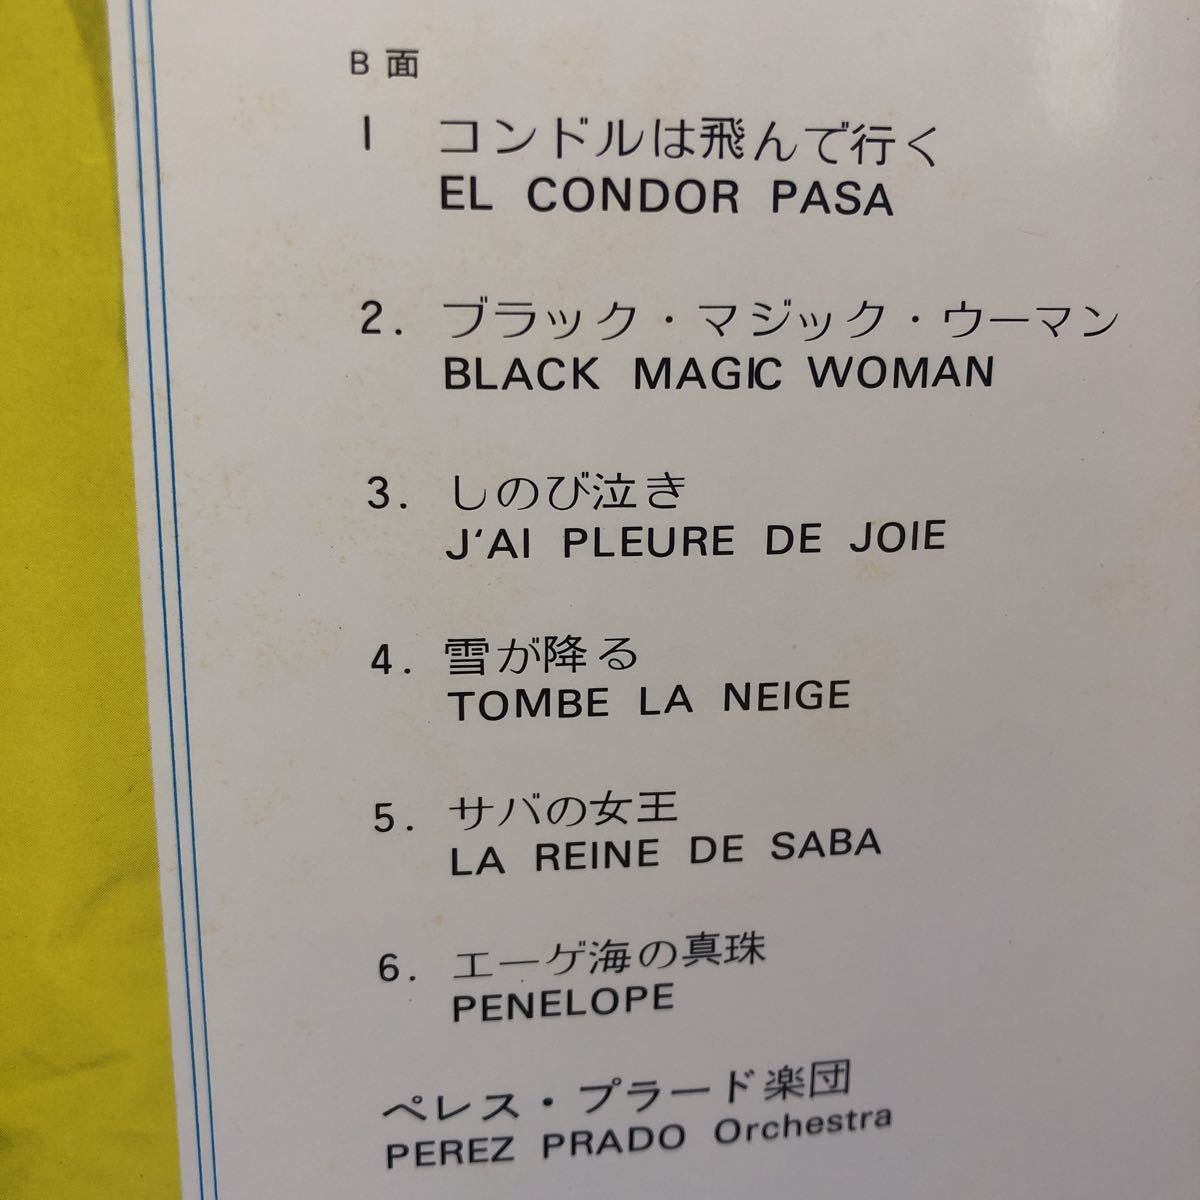 B 面
1 コンドルは飛んで行く
EL CONDOR PASA
2. ブラック・マジック・ウーマン
BLACK MAGIC WOMAN
3. しのび泣き
J'AI PLEURE DE JOIE
4. 雪が降る
TOMBE LA NEIGE
5. サバの女王
LA REINE DE SABA
6. エーゲ海の真珠
PENELOPE
ペレス・プラード楽団
PEREZ PRADO Orchestra